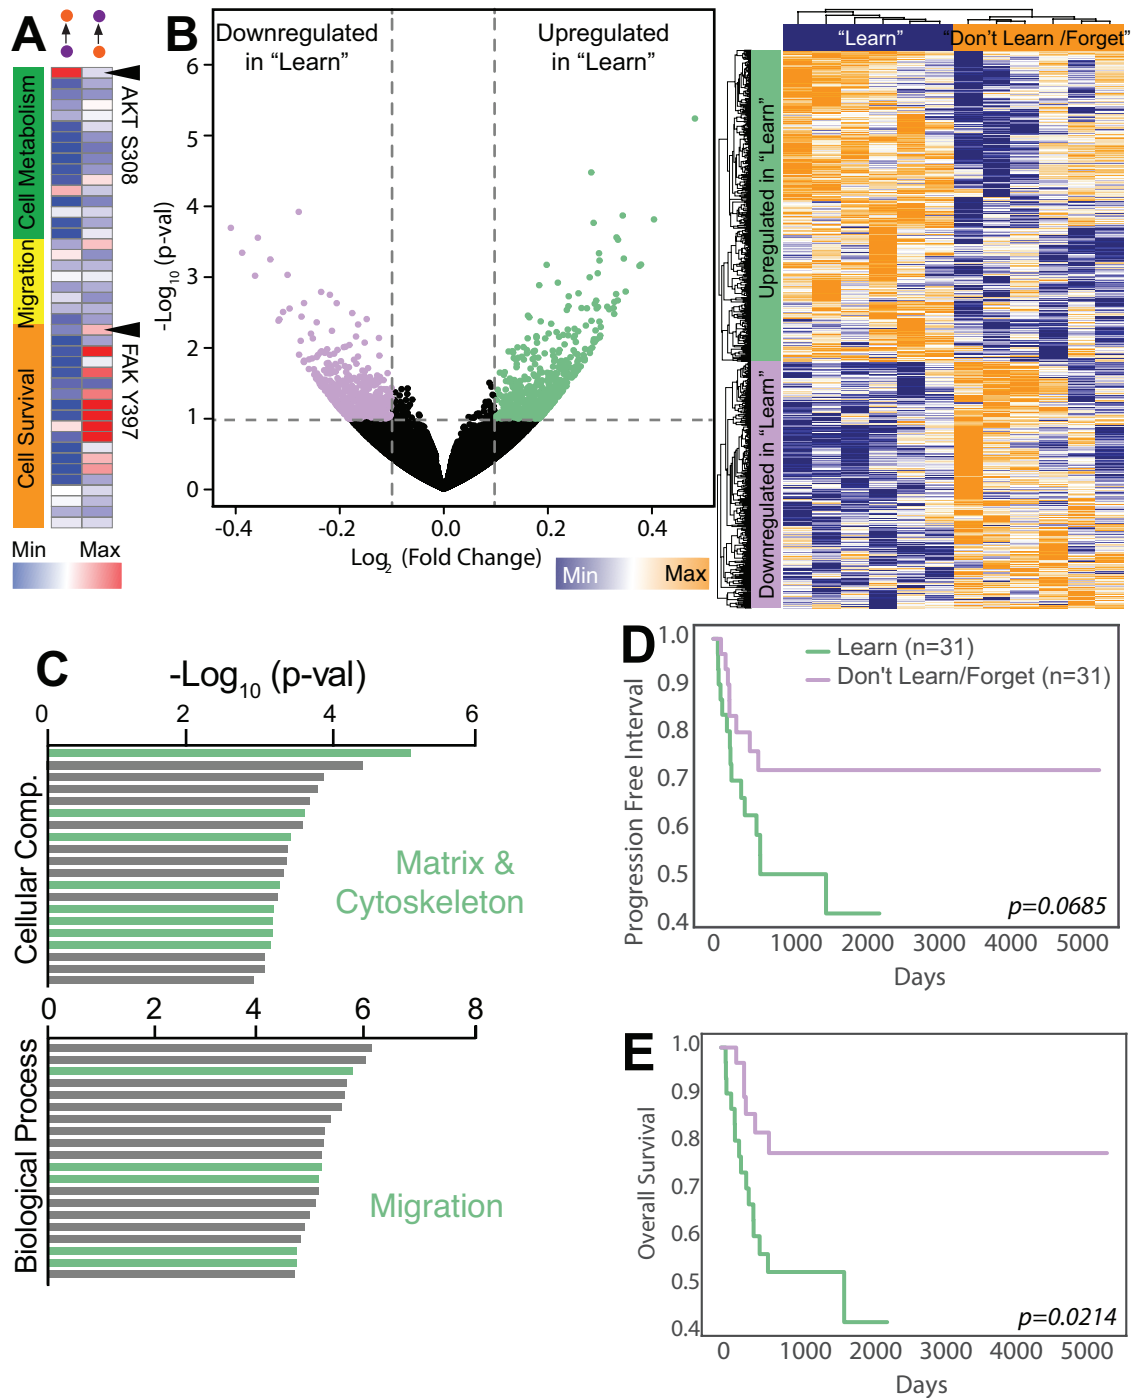 A
Cell Metabolism
Migration
Cell Survival
AKT S308
FAK Y397
Min Max
B
Downregulated
in “Learn”
Upregulated
in “Learn”
-Log10 (p-val)
6
5
4
3
2
1
0
-0.4 -0.2 0.0 0.2 0.4
Log2 (Fold Change)
Min Max
“Learn” “Don’t Learn /Forget”
Upregulated in “Learn”
Downregulated in “Learn”
C
-Log10 (p-val)
0 2 4 6
Cellular Comp.
Matrix &
Cytoskeleton
0 2 4 6 8
Biological Process
Migration
D
Learn (n=31)
Don't Learn/Forget (n=31)
Progression Free Interval
1.0
0.9
0.8
0.7
0.6
0.5
0.4
p=0.0685
0 1000 2000 3000 4000 5000
Days
E
Overall Survival
1.0
0.9
0.8
0.7
0.6
0.5
0.4
p=0.0214
0 1000 2000 3000 4000 5000
Days